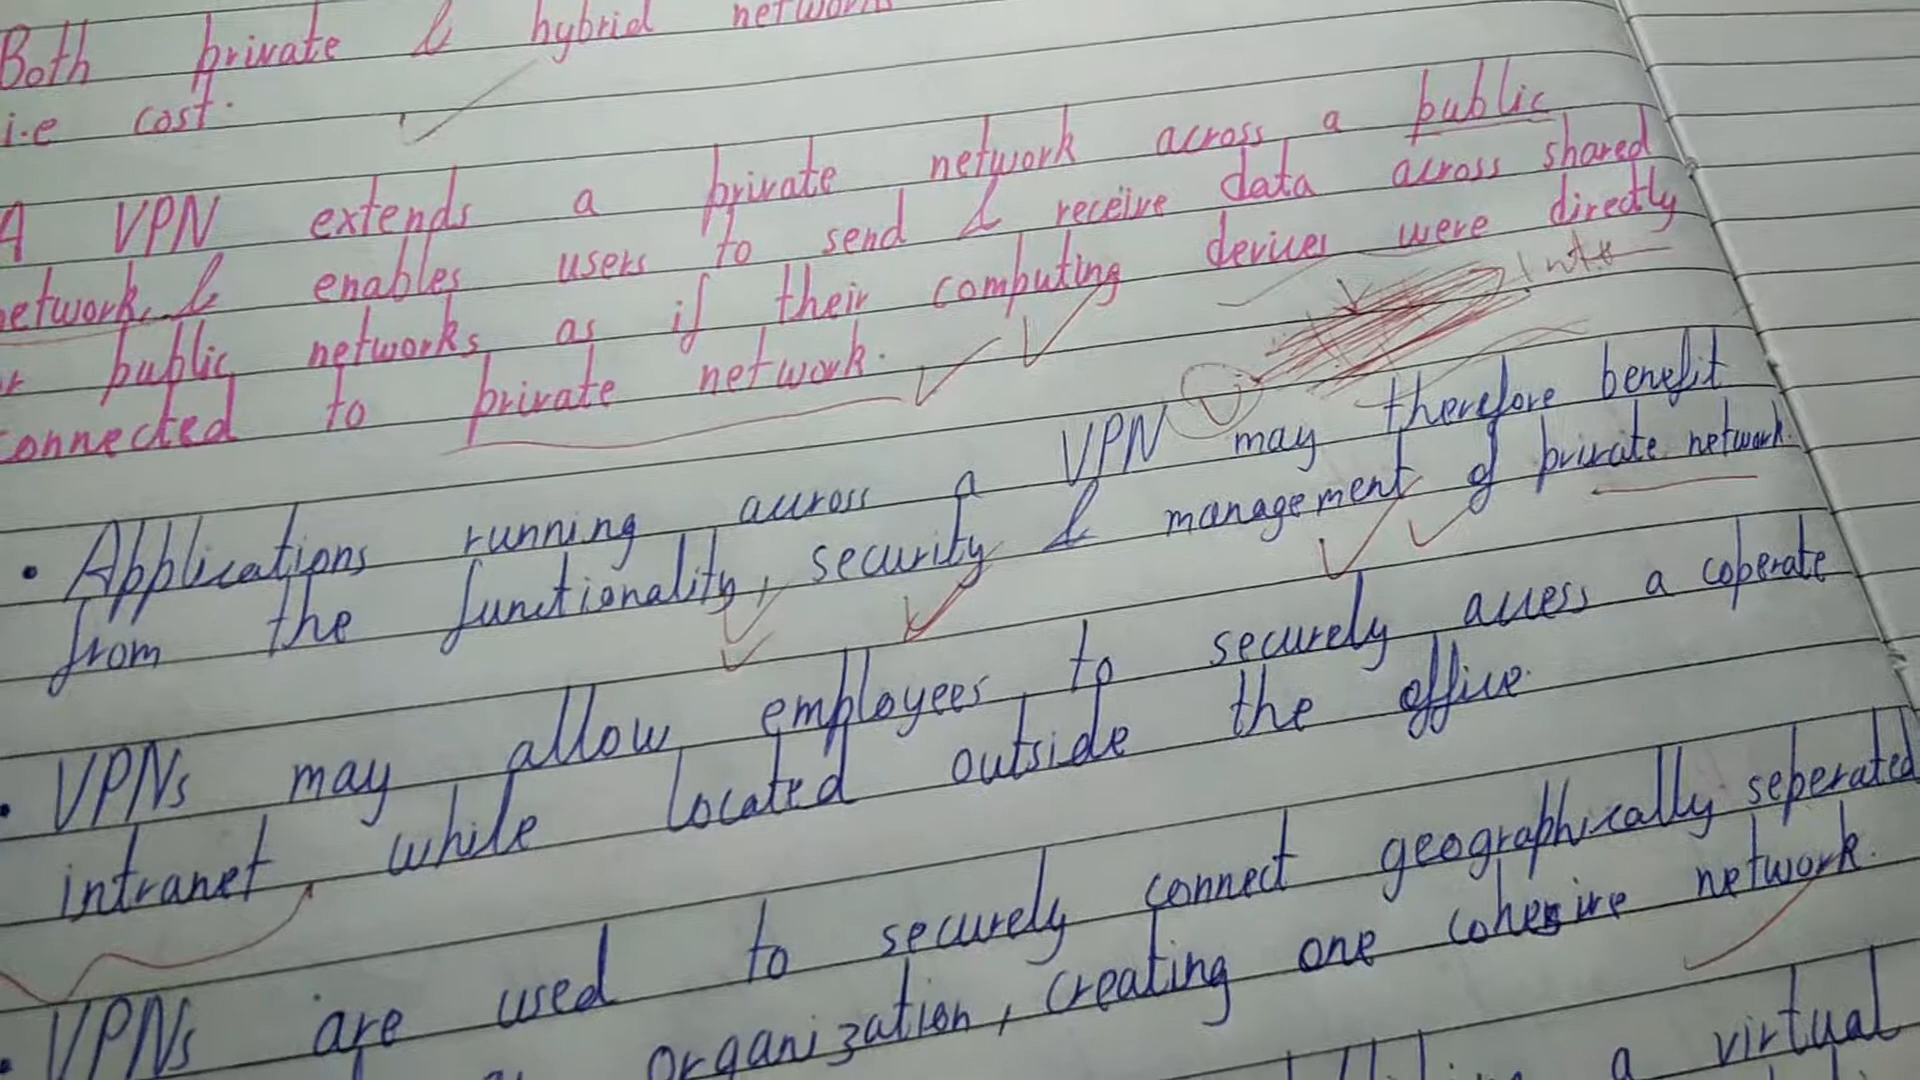 Both private & hybrid networks
i.e cost.
A VPN extends a private network across a public
network, & enables users to send & receive data across shared
or public networks as if their computing devices were directly
connected to private network.
• Applications running across a VPN may therefore benefit
from the functionality, security & management of private network.
• VPNs may allow employees to securely access a coperate
intranet while located outside the office.
• VPNs are used to securely connect geographically seperated
organization, creating one cohesive network.
a virtual